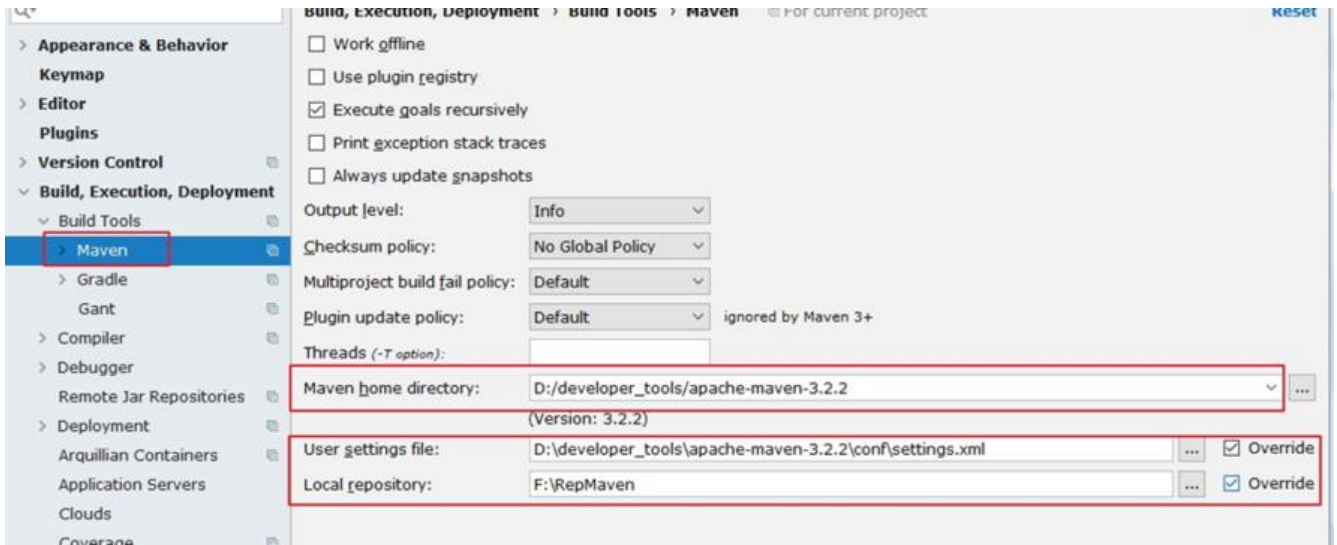 Build, Execution, Deployment › Build Tools › Maven For current project Reset
Appearance & Behavior
Keymap
Editor
Plugins
Version Control
Build, Execution, Deployment
Build Tools
Maven
Gradle
Gant
Compiler
Debugger
Remote Jar Repositories
Deployment
Arquillian Containers
Application Servers
Clouds
Coverage
Work offline
Use plugin registry
Execute goals recursively
Print exception stack traces
Always update snapshots
Output level: Info
Checksum policy: No Global Policy
Multiproject build fail policy: Default
Plugin update policy: Default ignored by Maven 3+
Threads (-T option):
Maven home directory: D:/developer_tools/apache-maven-3.2.2 ...
(Version: 3.2.2)
User settings file: D:\developer_tools\apache-maven-3.2.2\conf\settings.xml ... Override
Local repository: F:\RepMaven ... Override